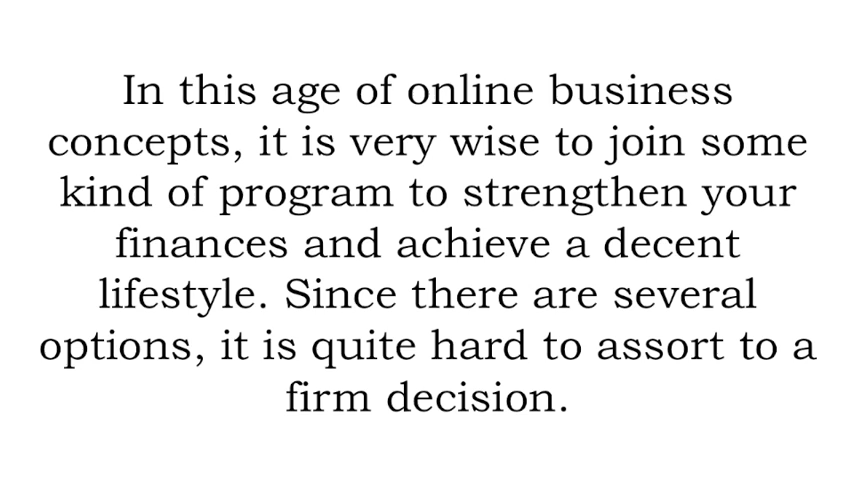 In this age of online business
concepts, it is very wise to join some
kind of program to strengthen your
finances and achieve a decent
lifestyle. Since there are several
options, it is quite hard to assort to a
firm decision.